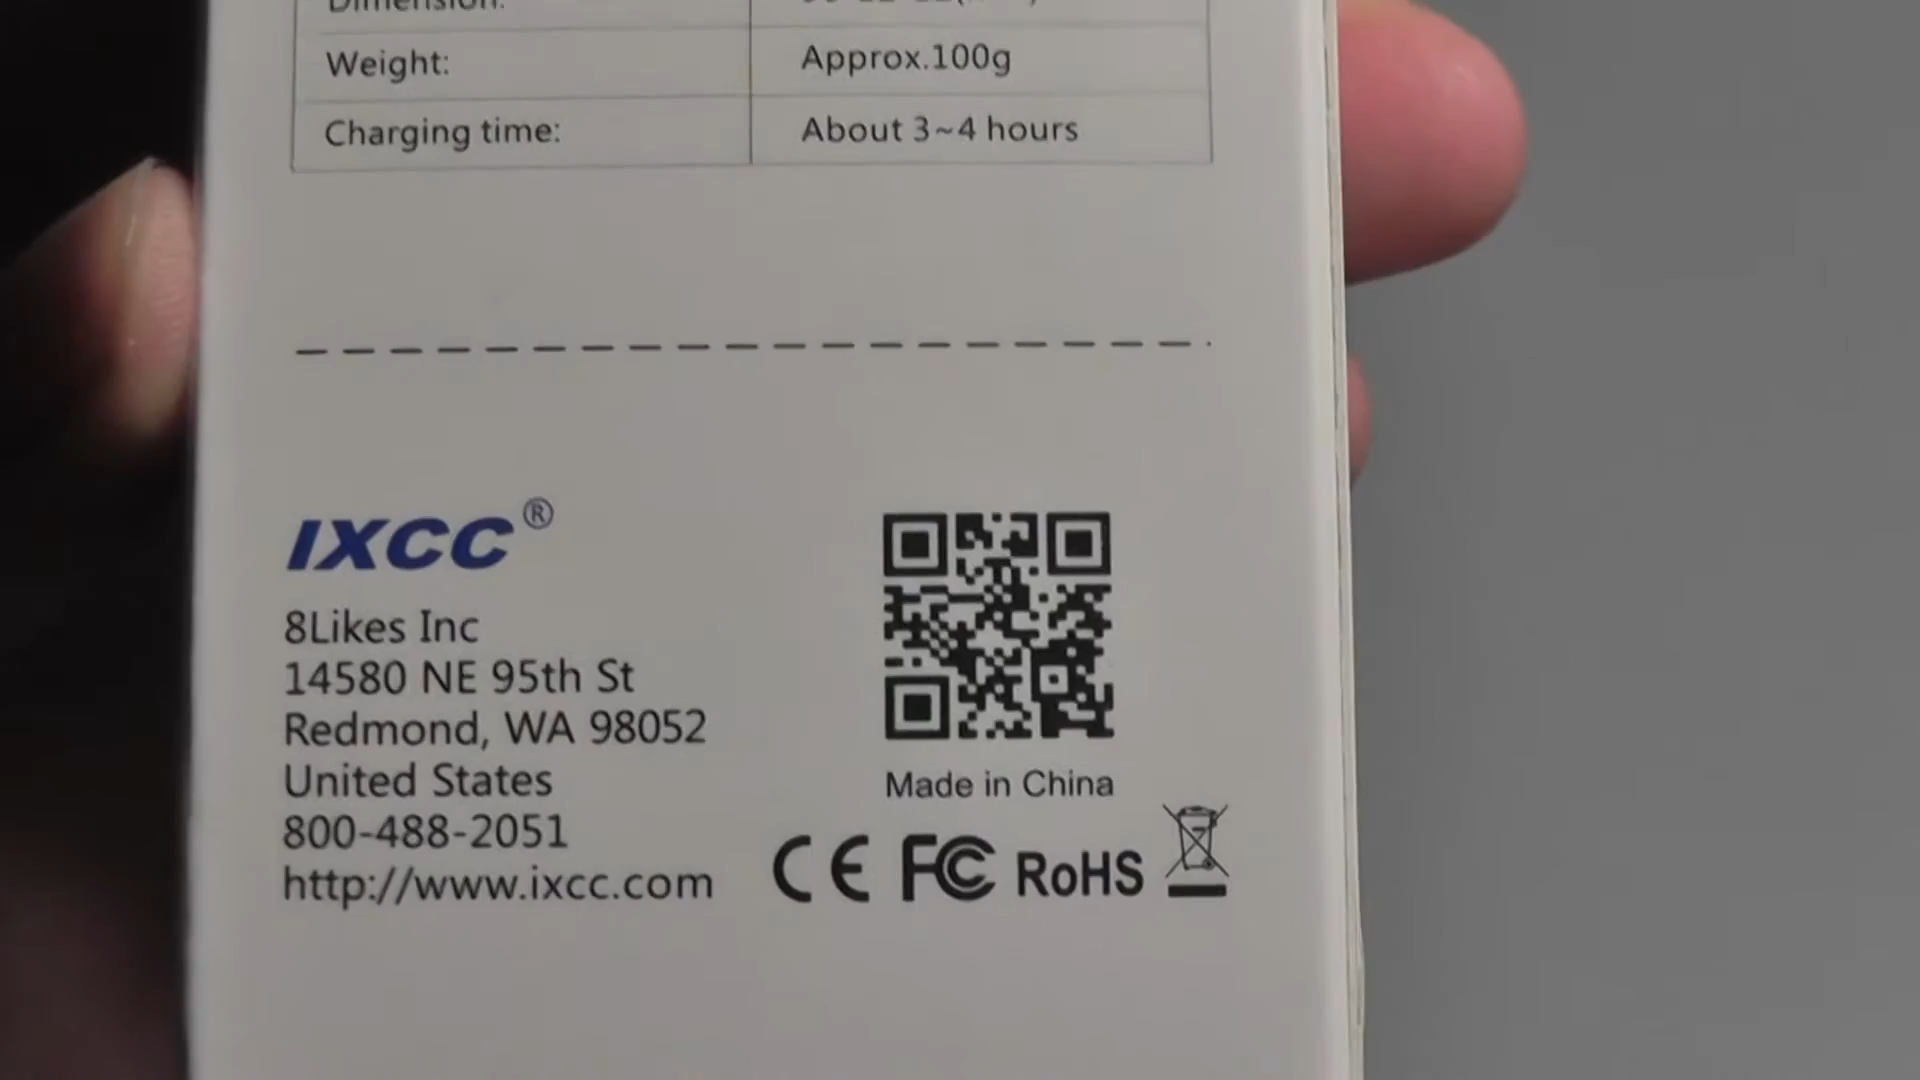 Dimension:
Weight: Approx.100g
Charging time: About 3~4 hours
IXCC®
8Likes Inc
14580 NE 95th St
Redmond, WA 98052
United States
800-488-2051
http://www.ixcc.com
Made in China
CE FC RoHS